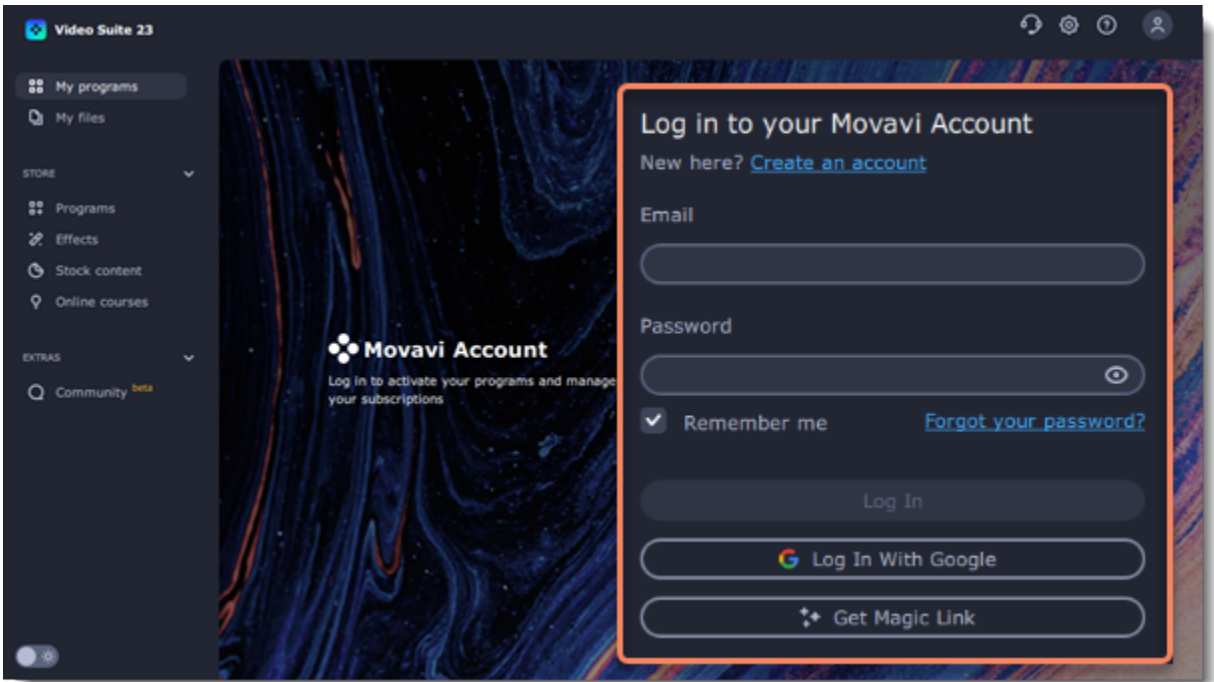 Video Suite 23
My programs
My files
STORE
Programs
Effects
Stock content
Online courses
EXTRAS
Community beta
Movavi Account
Log in to activate your programs and manage
your subscriptions
Log in to your Movavi Account
New here? Create an account
Email
Password
Remember me
Forgot your password?
Log In
Log In With Google
Get Magic Link